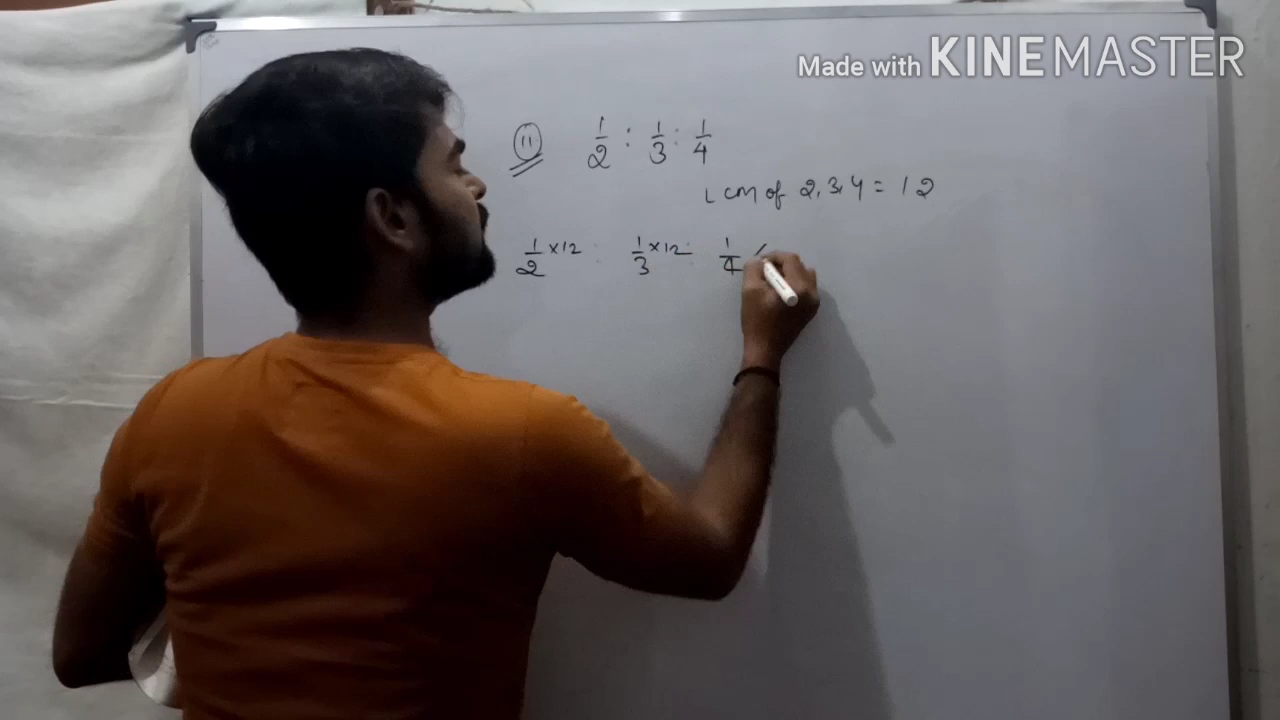 Made with KINEMASTER
11 1/2 : 1/3 : 1/4
LCM of 2,3,4 = 12
1/2 ×12 : 1/3 ×12 : 1/4